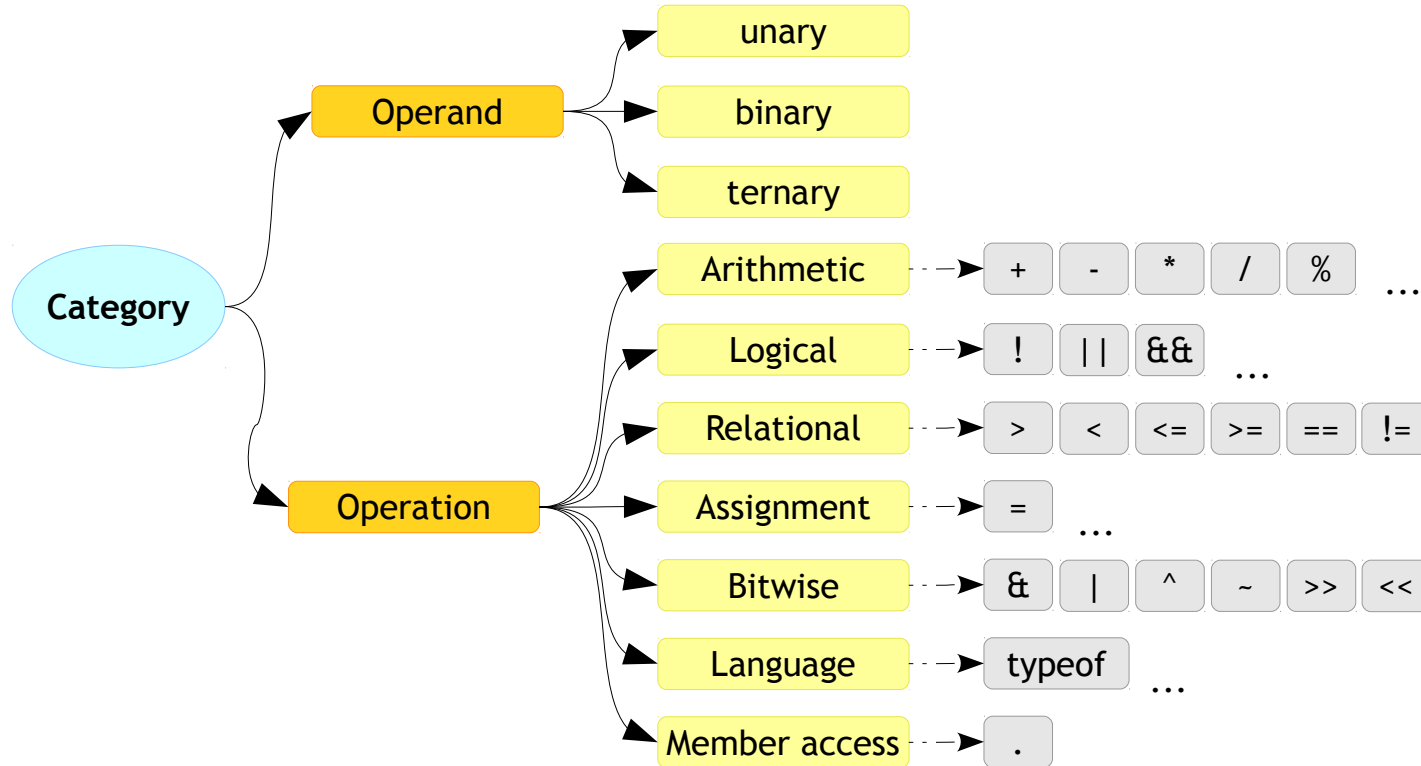 unary
Operand
binary
ternary
Category
Arithmetic + - * / % ...
Logical ! || && ...
Relational > < <= >= == !=
Operation
Assignment = ...
Bitwise & | ^ ~ >> <<
Language typeof ...
Member access .